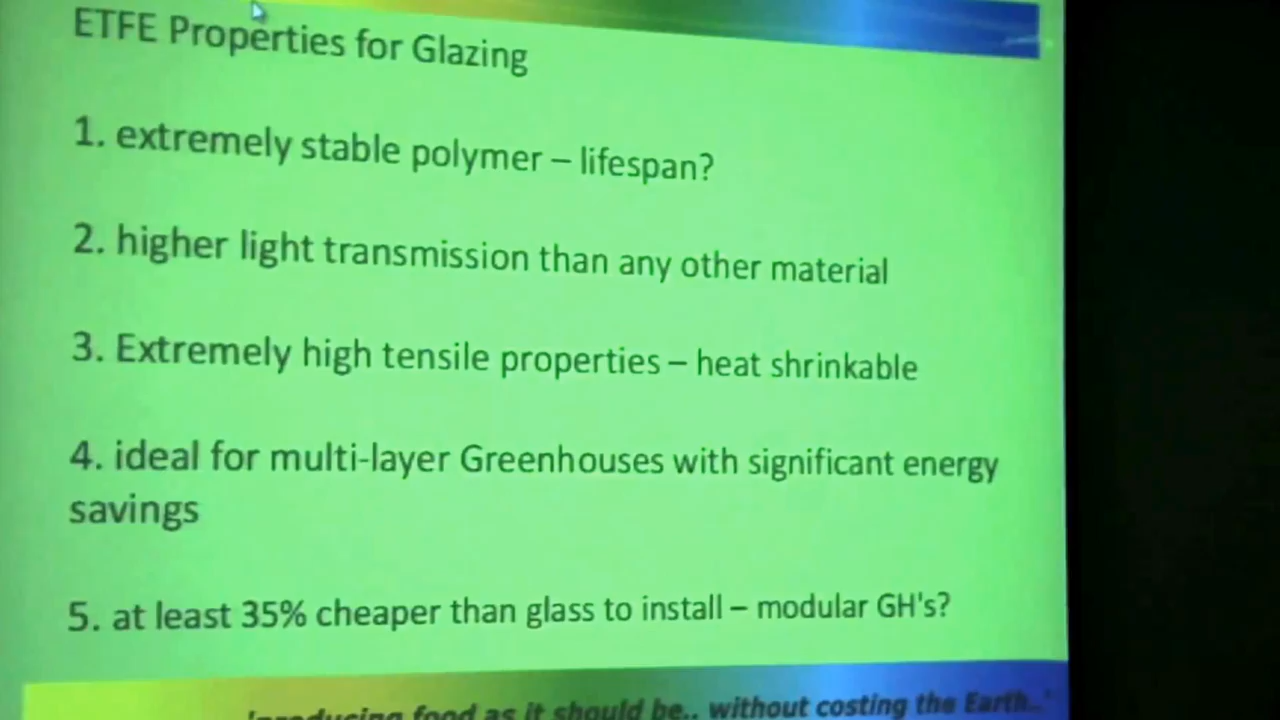 ETFE Properties for Glazing
1. extremely stable polymer – lifespan?
2. higher light transmission than any other material
3. Extremely high tensile properties – heat shrinkable
4. ideal for multi-layer Greenhouses with significant energy
savings
5. at least 35% cheaper than glass to install – modular GH's?
'producing food as it should be.. without costing the Earth..'